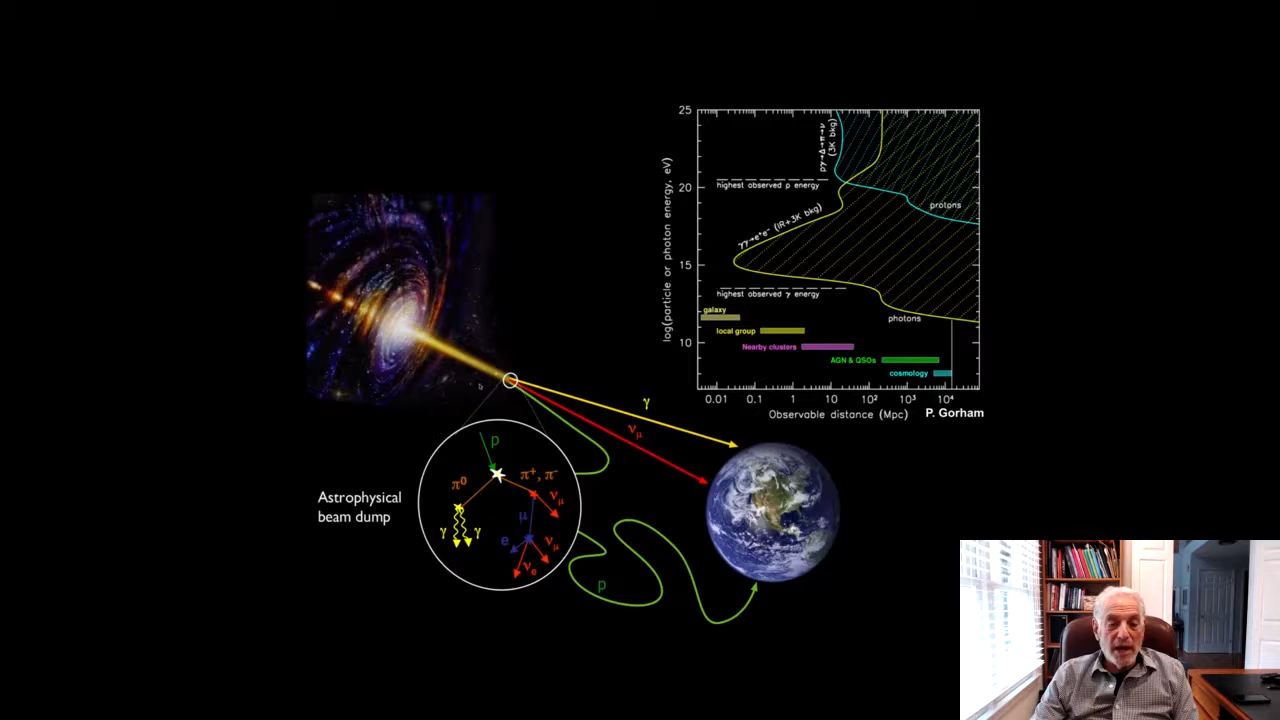 25
20
15
10
log(particle or photon energy, eV)
pγ→Δ→π→ν
(3K bkg)
highest observed p energy
protons
γγ→e⁺e⁻ (IR+3K bkg)
highest observed γ energy
photons
galaxy
local group
Nearby clusters
AGN & QSOs
cosmology
0.01 0.1 1 10 10² 10³ 10⁴
Observable distance (Mpc)
P. Gorham
γ
νμ
p
π⁰
π⁺, π⁻
νμ
γ γ
μ
e
νμ
νe
Astrophysical
beam dump
p